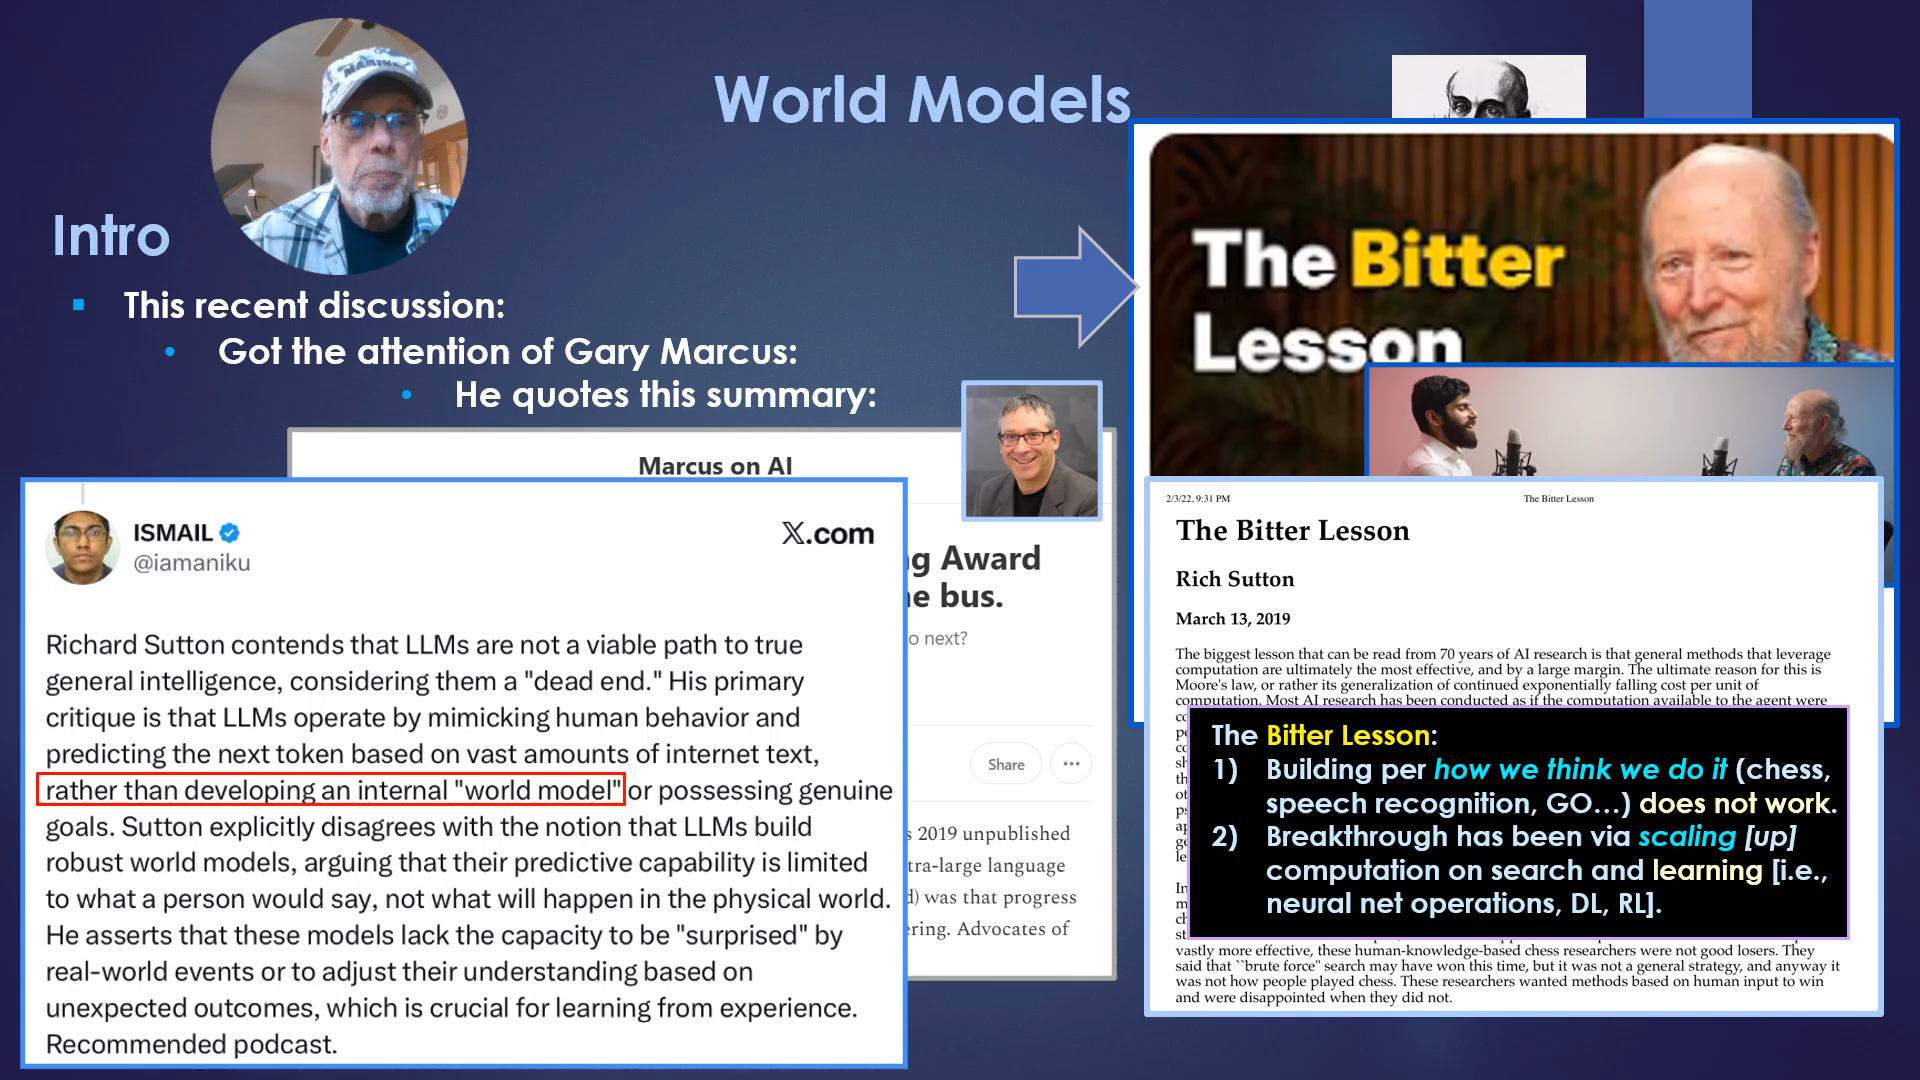 World Models
Intro
This recent discussion:
Got the attention of Gary Marcus:
He quotes this summary:
Marcus on AI
g Award
e bus.
o next?
Share
s 2019 unpublished
tra-large language
d) was that progress
ering. Advocates of
ISMAIL
@iamaniku
X.com
Richard Sutton contends that LLMs are not a viable path to true
general intelligence, considering them a "dead end." His primary
critique is that LLMs operate by mimicking human behavior and
predicting the next token based on vast amounts of internet text,
rather than developing an internal "world model" or possessing genuine
goals. Sutton explicitly disagrees with the notion that LLMs build
robust world models, arguing that their predictive capability is limited
to what a person would say, not what will happen in the physical world.
He asserts that these models lack the capacity to be "surprised" by
real-world events or to adjust their understanding based on
unexpected outcomes, which is crucial for learning from experience.
Recommended podcast.
The Bitter
Lesson
2/3/22, 9:31 PM The Bitter Lesson
The Bitter Lesson
Rich Sutton
March 13, 2019
The biggest lesson that can be read from 70 years of AI research is that general methods that leverage
computation are ultimately the most effective, and by a large margin. The ultimate reason for this is
Moore's law, or rather its generalization of continued exponentially falling cost per unit of
computation. Most AI research has been conducted as if the computation available to the agent were
The Bitter Lesson:
1) Building per how we think we do it (chess,
speech recognition, GO...) does not work.
2) Breakthrough has been via scaling [up]
computation on search and learning [i.e.,
neural net operations, DL, RL].
vastly more effective, these human-knowledge-based chess researchers were not good losers. They
said that ``brute force" search may have won this time, but it was not a general strategy, and anyway it
was not how people played chess. These researchers wanted methods based on human input to win
and were disappointed when they did not.